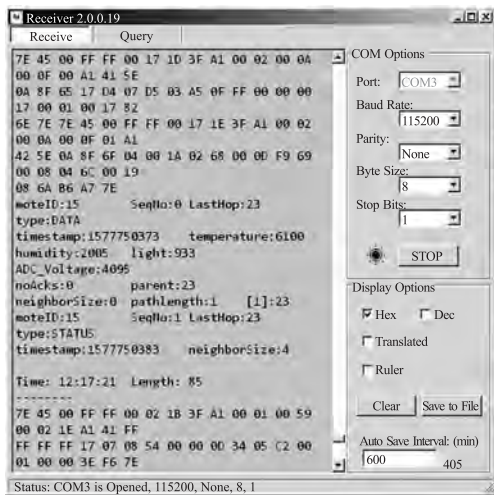 Receiver 2.0.0.19
Receive Query
7E 45 00 FF FF 00 17 1D 3F A1 00 02 00 0A
00 0F 00 A1 41 5E
0A 8F 65 17 D4 07 D5 03 A5 0F FF 00 00 00
17 00 01 00 17 82
6E 7E 7E 45 00 FF FF 00 17 1E 3F A1 00 02
00 0A 00 0F 01 A1
42 5E 0A 8F 6F 04 00 1A 02 68 00 0D F9 69
00 08 04 6C 00 19
08 6A B6 A7 7E
moteID:15 SeqNo:0 LastHop:23
type:DATA
timestamp:1577750373 temperature:6100
humidity:2005 light:933
ADC_Voltage:4095
noAcks:0 parent:23
neighborSize:0 pathlength:1 [1]:23
moteID:15 SeqNo:1 LastHop:23
type:STATUS
timestamp:1577750383 neighborSize:4
Time: 12:17:21 Length: 85
--------
7E 45 00 FF FF 00 02 1B 3F A1 00 01 00 59
00 02 1E A1 41 FF
FF FF FF 17 07 08 54 00 00 0D 34 05 C2 00
01 00 00 3E F6 7E
COM Options
Port: COM3
Baud Rate:
115200
Parity:
None
Byte Size:
8
Stop Bits:
1
STOP
Display Options
Hex Dec
Translated
Ruler
Clear Save to File
Auto Save Interval: (min)
600 405
Status: COM3 is Opened, 115200, None, 8, 1